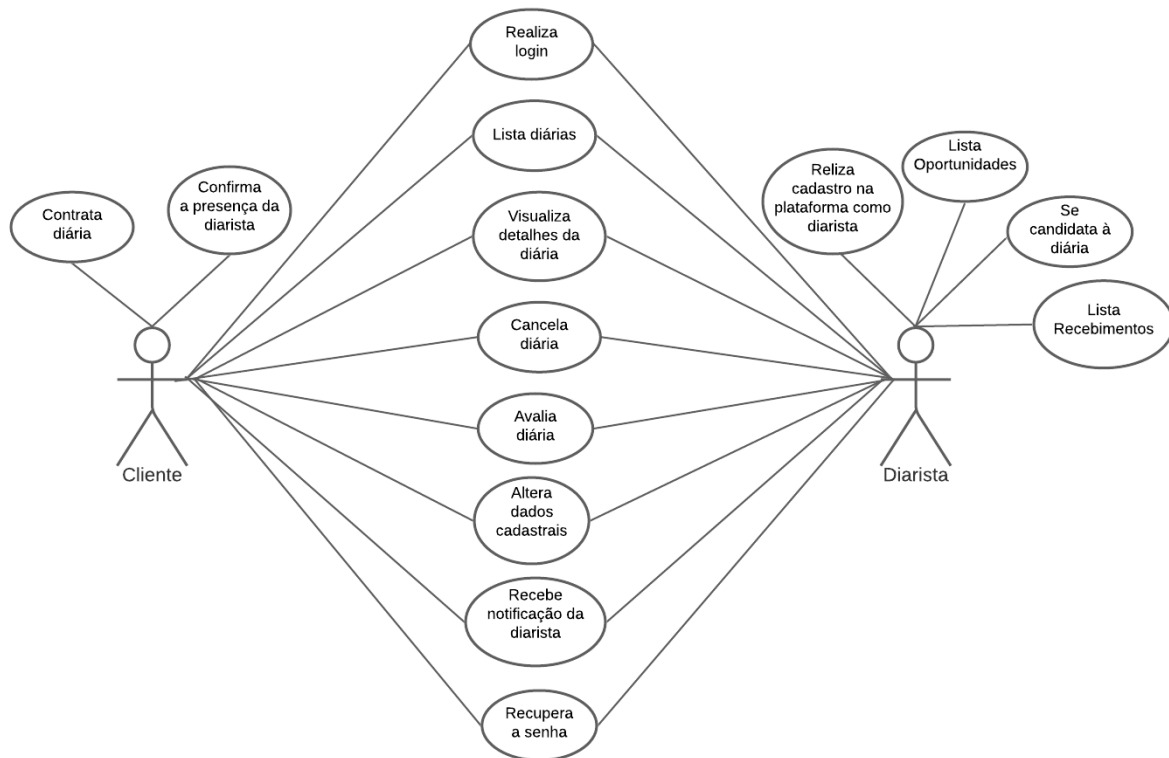 Realiza
login
Lista diárias
Visualiza
detalhes da
diária
Cancela
diária
Avalia
diária
Altera
dados
cadastrais
Recebe
notificação da
diarista
Recupera
a senha
Contrata
diária
Confirma
a presença da
diarista
Cliente
Reliza
cadastro na
plataforma como
diarista
Lista
Oportunidades
Se
candidata à
diária
Lista
Recebimentos
Diarista